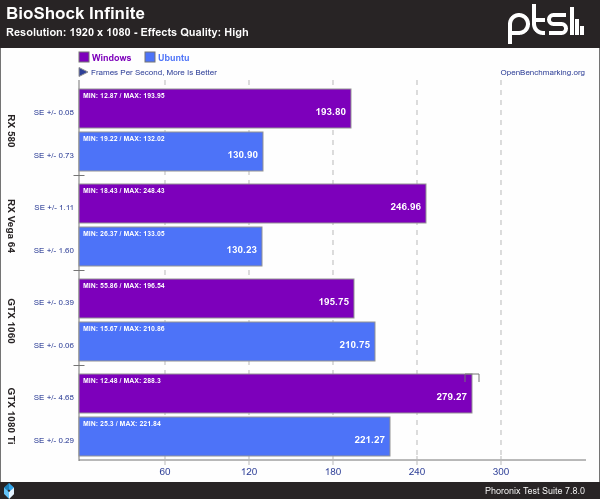 BioShock Infinite
Resolution: 1920 x 1080 - Effects Quality: High
ptsl
Windows
Ubuntu
Frames Per Second, More Is Better
OpenBenchmarking.org
RX 580
SE +/- 0.08
MIN: 12.87 / MAX: 193.95
193.80
SE +/- 0.73
MIN: 19.22 / MAX: 132.02
130.90
RX Vega 64
SE +/- 1.11
MIN: 18.43 / MAX: 248.43
246.96
SE +/- 1.60
MIN: 26.37 / MAX: 133.05
130.23
GTX 1060
SE +/- 0.39
MIN: 55.86 / MAX: 196.54
195.75
SE +/- 0.06
MIN: 15.67 / MAX: 210.86
210.75
GTX 1080 Ti
SE +/- 4.68
MIN: 12.48 / MAX: 288.3
279.27
SE +/- 0.29
MIN: 25.3 / MAX: 221.84
221.27
60
120
180
240
300
Phoronix Test Suite 7.8.0